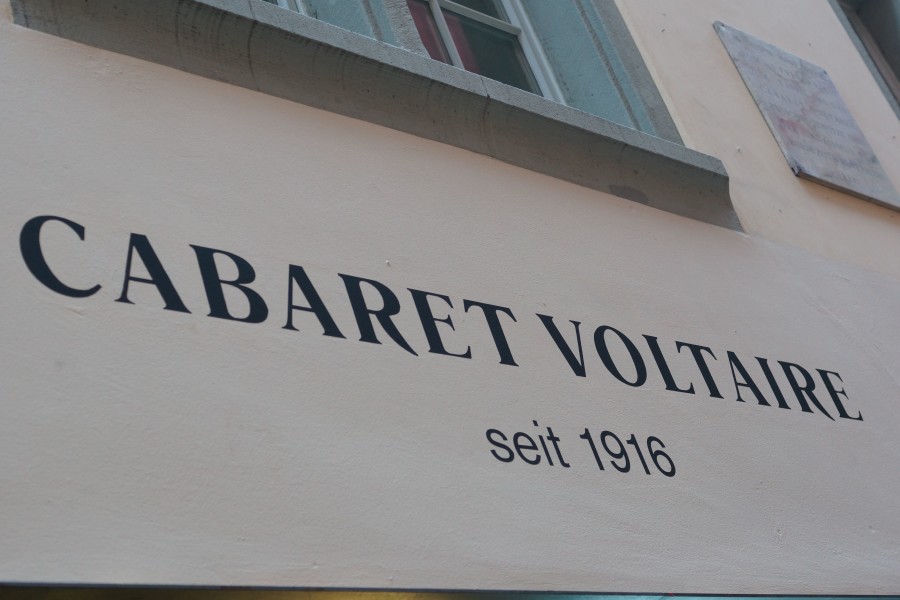 CABARET VOLTAIRE
seit 1916